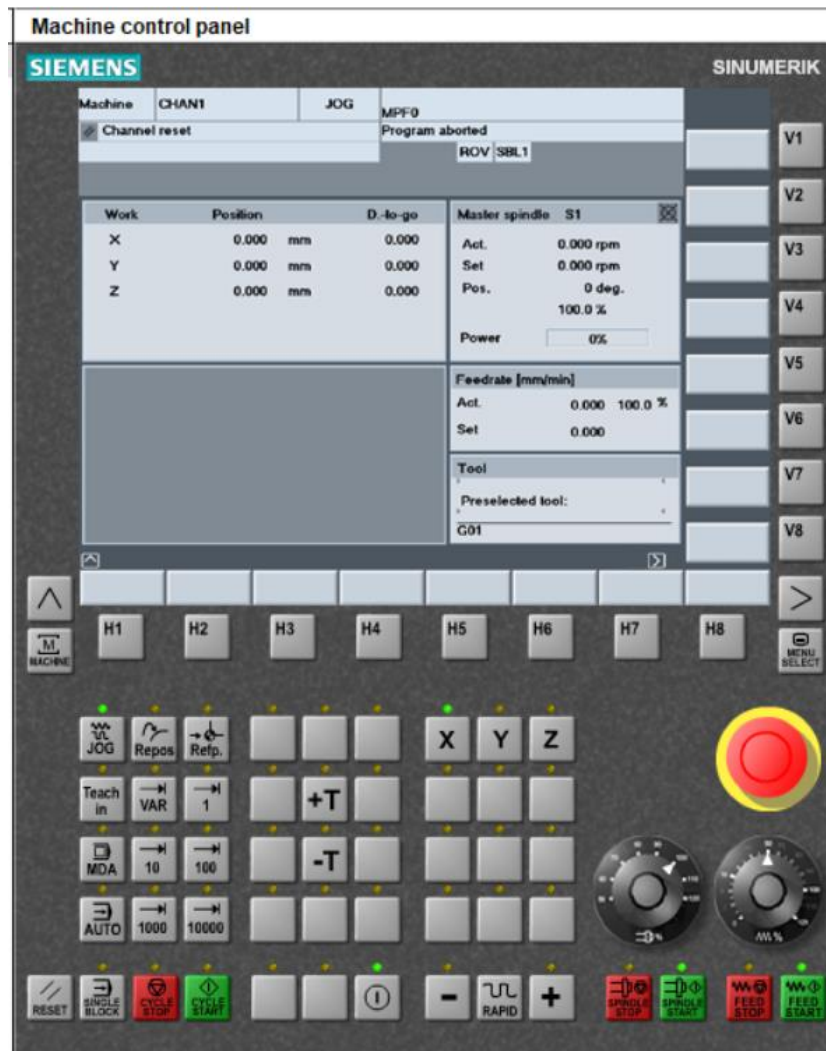 Machine control panel
SIEMENS
SINUMERIK
Machine CHAN1 JOG MPF0
Channel reset Program aborted
ROV SBL1
Work Position D.-to-go
X 0.000 mm 0.000
Y 0.000 mm 0.000
Z 0.000 mm 0.000
Master spindle S1
Act. 0.000 rpm
Set 0.000 rpm
Pos. 0 deg.
100.0 %
Power 0%
Feedrate [mm/min]
Act. 0.000 100.0 %
Set 0.000
Tool
Preselected tool:
G01
V1
V2
V3
V4
V5
V6
V7
V8
H1 H2 H3 H4 H5 H6 H7 H8
M
MACHINE
MENU
SELECT
JOG Repos Refp. X Y Z
Teach
in VAR 1 +T
MDA 10 100 -T
AUTO 1000 10000
RESET
SINGLE
BLOCK
CYCLE
STOP
CYCLE
START
- RAPID +
SPINDLE
STOP
SPINDLE
START
FEED
STOP
FEED
START
%
%